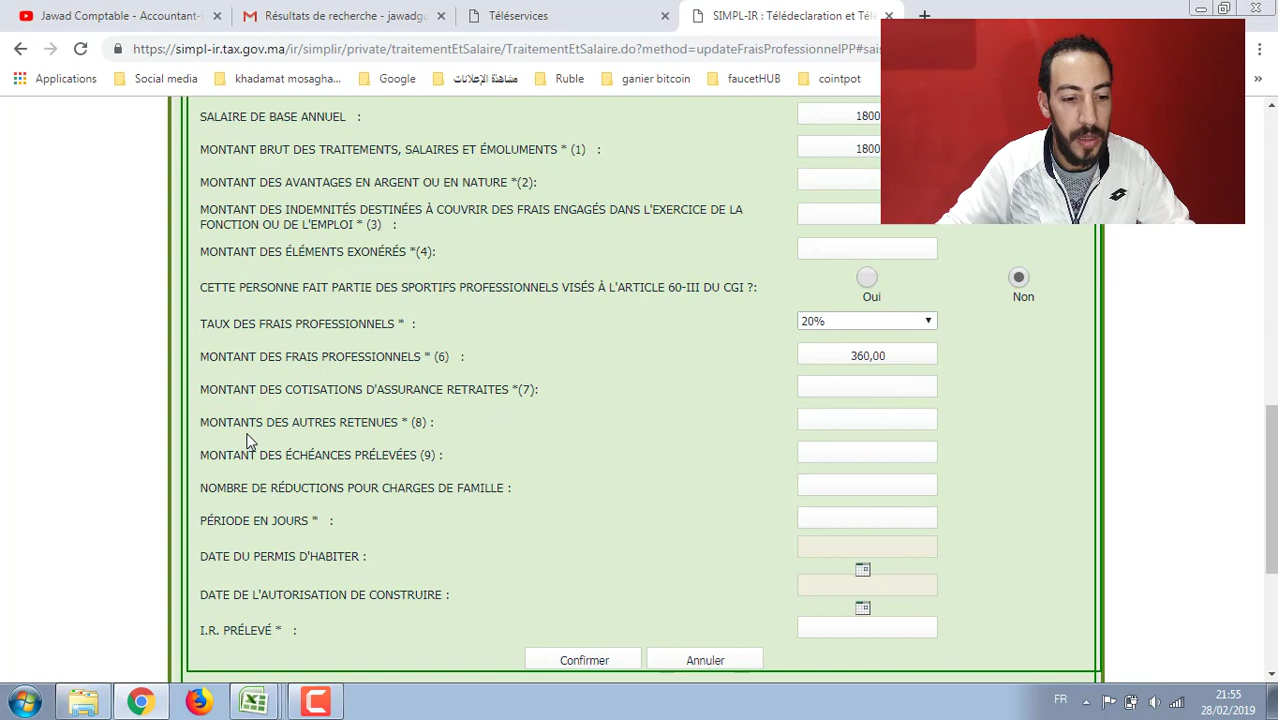 Jawad Comptable - Accountant-
Résultats de recherche - jawadgu
Téléservices
SIMPL-IR : Télédeclaration et Téle
https://simpl-ir.tax.gov.ma/ir/simplir/private/traitementEtSalaire/TraitementEtSalaire.do?method=updateFraisProfessionnelPP#sais
Applications
Social media
khadamat mosagha...
Google
مشاهدة الإعلانات
Ruble
ganier bitcoin
faucetHUB
cointpot
»
SALAIRE DE BASE ANNUEL :
1800
MONTANT BRUT DES TRAITEMENTS, SALAIRES ET ÉMOLUMENTS * (1) :
1800
MONTANT DES AVANTAGES EN ARGENT OU EN NATURE *(2):
MONTANT DES INDEMNITÉS DESTINÉES À COUVRIR DES FRAIS ENGAGÉS DANS L'EXERCICE DE LA
FONCTION OU DE L'EMPLOI * (3) :
MONTANT DES ÉLÉMENTS EXONÉRÉS *(4):
CETTE PERSONNE FAIT PARTIE DES SPORTIFS PROFESSIONNELS VISÉS À L'ARTICLE 60-III DU CGI ?:
Oui
Non
TAUX DES FRAIS PROFESSIONNELS * :
20%
MONTANT DES FRAIS PROFESSIONNELS * (6) :
360,00
MONTANT DES COTISATIONS D'ASSURANCE RETRAITES *(7):
MONTANTS DES AUTRES RETENUES * (8) :
MONTANT DES ÉCHÉANCES PRÉLEVÉES (9) :
NOMBRE DE RÉDUCTIONS POUR CHARGES DE FAMILLE :
PÉRIODE EN JOURS * :
DATE DU PERMIS D'HABITER :
DATE DE L'AUTORISATION DE CONSTRUIRE :
I.R. PRÉLEVÉ * :
Confirmer
Annuler
FR
21:55
28/02/2019